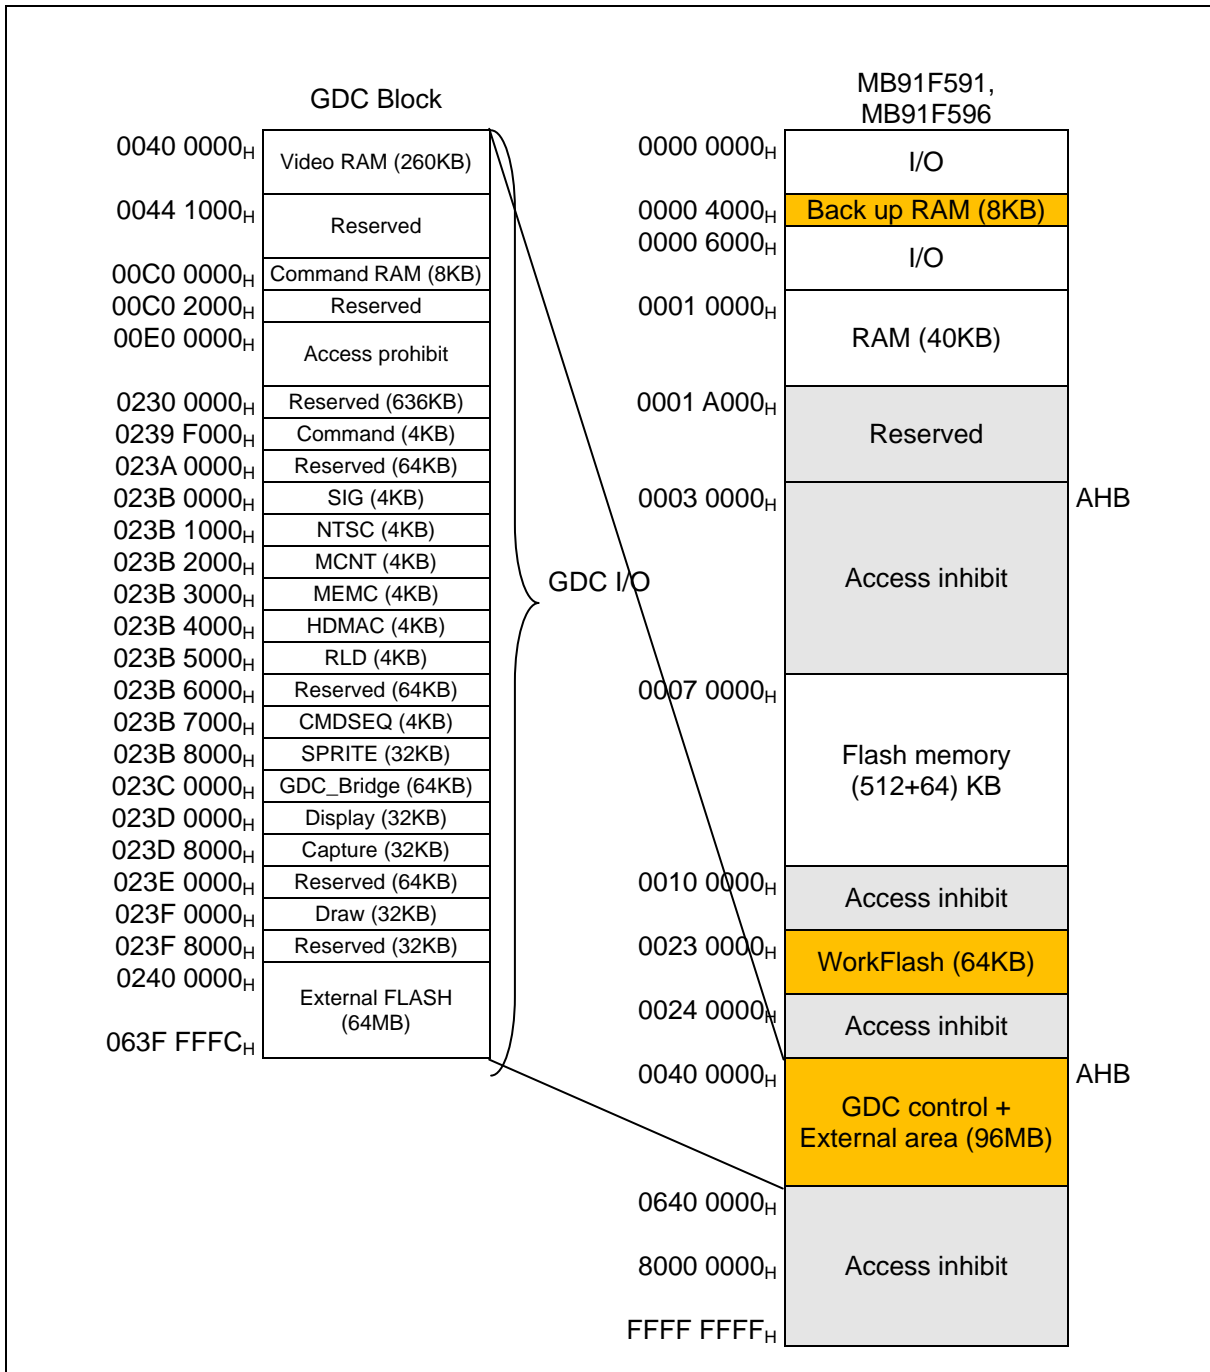 GDC Block
0040 0000H
Video RAM (260KB)
0044 1000H
Reserved
00C0 0000H
Command RAM (8KB)
00C0 2000H
Reserved
00E0 0000H
Access prohibit
0230 0000H
Reserved (636KB)
0239 F000H
Command (4KB)
023A 0000H
Reserved (64KB)
023B 0000H
SIG (4KB)
023B 1000H
NTSC (4KB)
023B 2000H
MCNT (4KB)
023B 3000H
MEMC (4KB)
023B 4000H
HDMAC (4KB)
023B 5000H
RLD (4KB)
023B 6000H
Reserved (64KB)
023B 7000H
CMDSEQ (4KB)
023B 8000H
SPRITE (32KB)
023C 0000H
GDC_Bridge (64KB)
023D 0000H
Display (32KB)
023D 8000H
Capture (32KB)
023E 0000H
Reserved (64KB)
023F 0000H
Draw (32KB)
023F 8000H
Reserved (32KB)
0240 0000H
External FLASH
(64MB)
063F FFFCH
GDC I/O
MB91F591,
MB91F596
0000 0000H
I/O
0000 4000H
Back up RAM (8KB)
0000 6000H
I/O
0001 0000H
RAM (40KB)
0001 A000H
Reserved
0003 0000H
AHB
Access inhibit
0007 0000H
Flash memory
(512+64) KB
0010 0000H
Access inhibit
0023 0000H
WorkFlash (64KB)
0024 0000H
Access inhibit
0040 0000H
AHB
GDC control +
External area (96MB)
0640 0000H
8000 0000H
Access inhibit
FFFF FFFFH